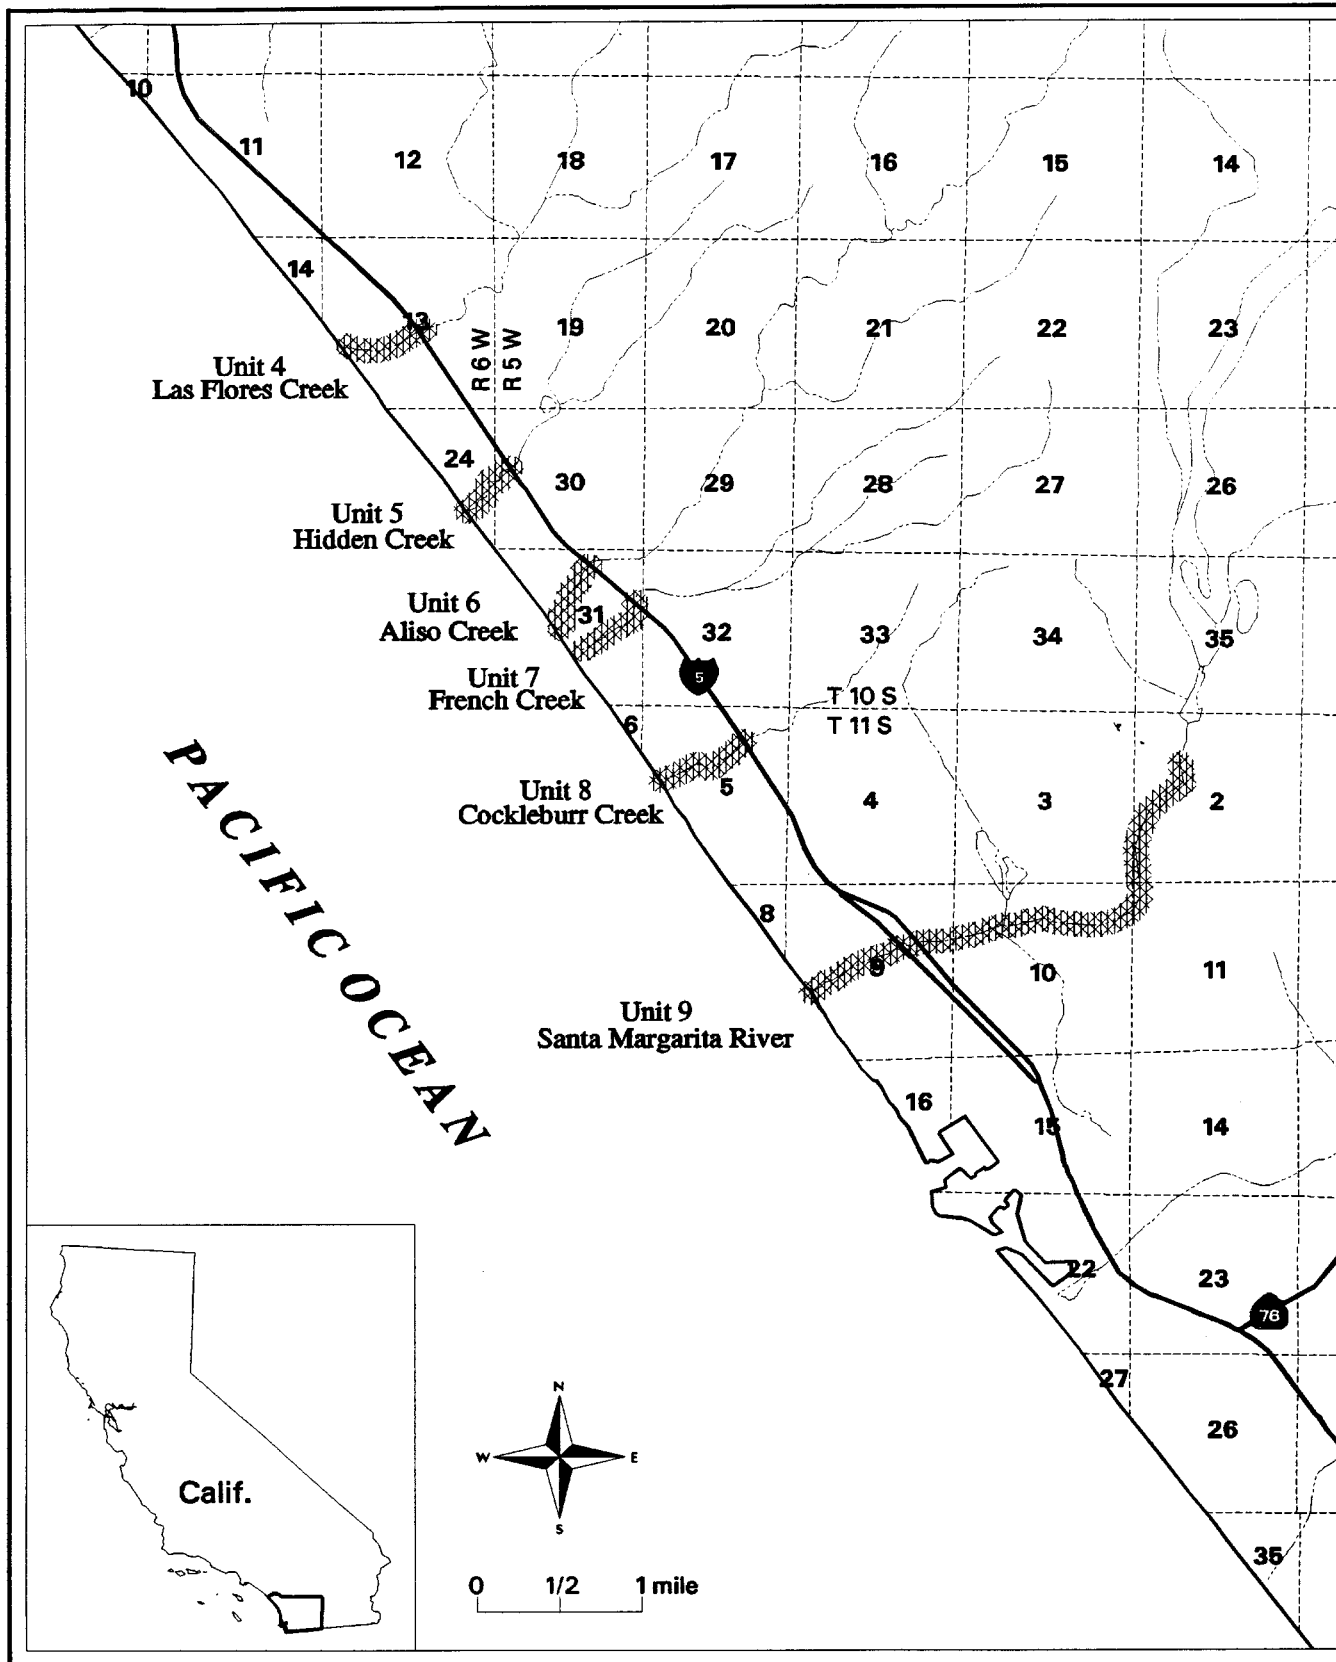 10
11
12
18
17
16
15
14
14
13
R 6 W
R 5 W
19
20
21
22
23
Unit 4
Las Flores Creek
24
30
29
28
27
26
Unit 5
Hidden Creek
31
32
33
34
35
Unit 6
Aliso Creek
5
Unit 7
French Creek
T 10 S
T 11 S
6
5
4
3
2
Unit 8
Cockleburr Creek
PACIFIC OCEAN
8
9
10
11
Unit 9
Santa Margarita River
16
15
14
22
23
76
27
26
35
Calif.
N
W
E
S
0 1/2 1 mile